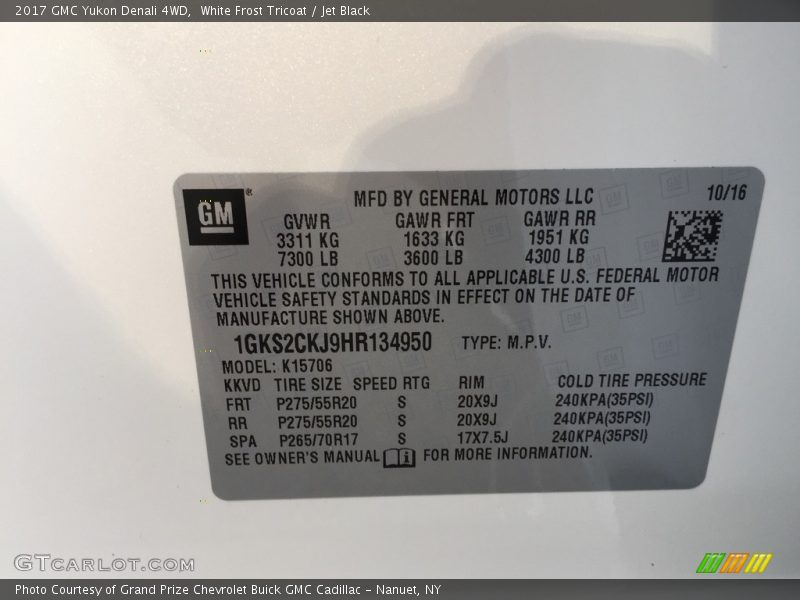 2017 GMC Yukon Denali 4WD,  White Frost Tricoat / Jet Black
GM
MFD BY GENERAL MOTORS LLC
10/16
GVWR GAWR FRT GAWR RR
3311 KG 1633 KG 1951 KG
7300 LB 3600 LB 4300 LB
THIS VEHICLE CONFORMS TO ALL APPLICABLE U.S. FEDERAL MOTOR
VEHICLE SAFETY STANDARDS IN EFFECT ON THE DATE OF
MANUFACTURE SHOWN ABOVE.
1GKS2CKJ9HR134950 TYPE: M.P.V.
MODEL: K15706
KKVD TIRE SIZE SPEED RTG RIM COLD TIRE PRESSURE
FRT P275/55R20 S 20X9J 240KPA(35PSI)
RR P275/55R20 S 20X9J 240KPA(35PSI)
SPA P265/70R17 S 17X7.5J 240KPA(35PSI)
SEE OWNER'S MANUAL FOR MORE INFORMATION.
GTCARLOT.COM
Photo Courtesy of Grand Prize Chevrolet Buick GMC Cadillac – Nanuet, NY